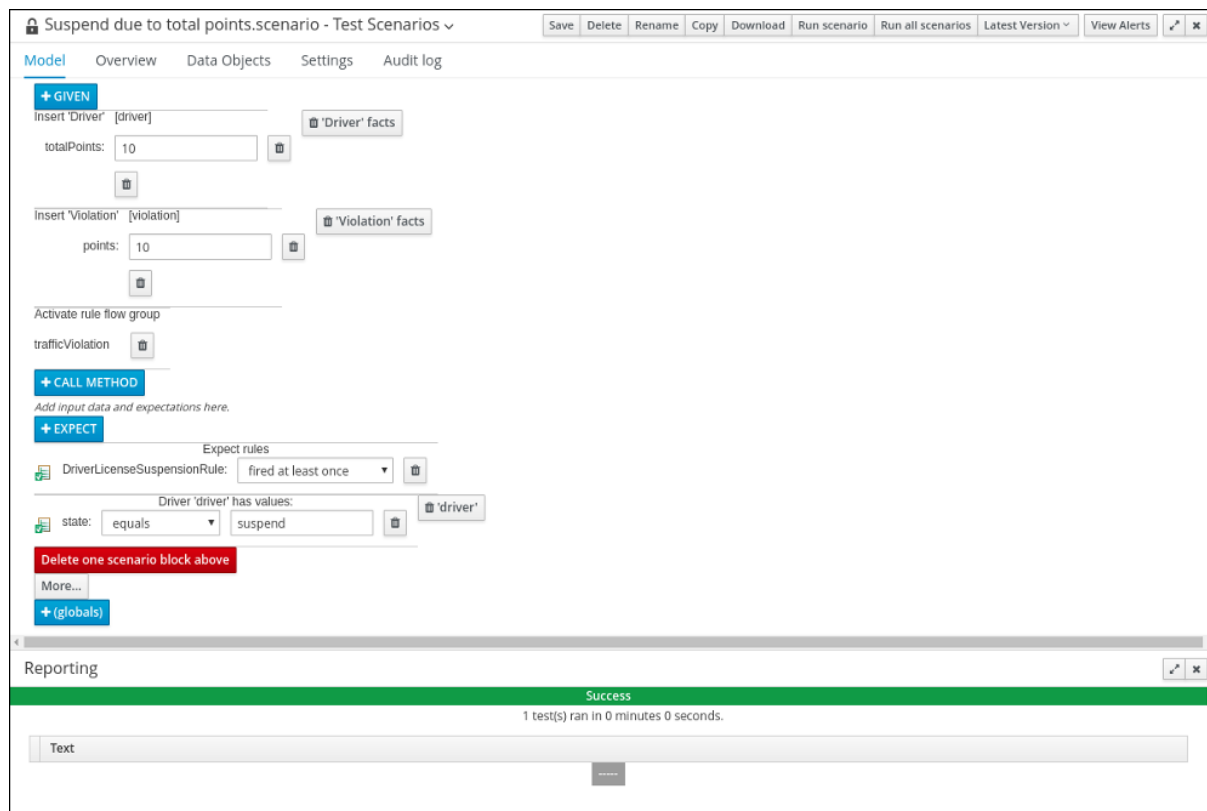 Suspend due to total points.scenario - Test Scenarios
Save Delete Rename Copy Download Run scenario Run all scenarios Latest Version View Alerts
Model Overview Data Objects Settings Audit log
+ GIVEN
Insert 'Driver' [driver] 'Driver' facts
totalPoints: 10
Insert 'Violation' [violation] 'Violation' facts
points: 10
Activate rule flow group
trafficViolation
+ CALL METHOD
Add input data and expectations here.
+ EXPECT
Expect rules
DriverLicenseSuspensionRule: fired at least once
Driver 'driver' has values: 'driver'
state: equals suspend
Delete one scenario block above
More...
+ (globals)
Reporting
Success
1 test(s) ran in 0 minutes 0 seconds.
Text
-----